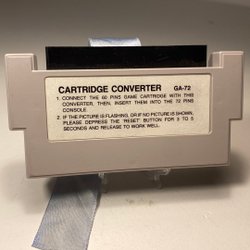 CARTRIDGE CONVERTER GA-72
1 CONNECT THE 60 PINS GAME CARTRIDGE WITH THIS
CONVERTER, THEN, INSERT THEM INTO THE 72 PINS
CONSOLE.
2 IF THE PICTURE IS FLASHING, OR IF NO PICTURE IS SHOWN,
PLEASE DEPRESS THE 'RESET' BUTTON FOR 3 TO 5
SECONDS AND RELEASE TO WORK WELL.